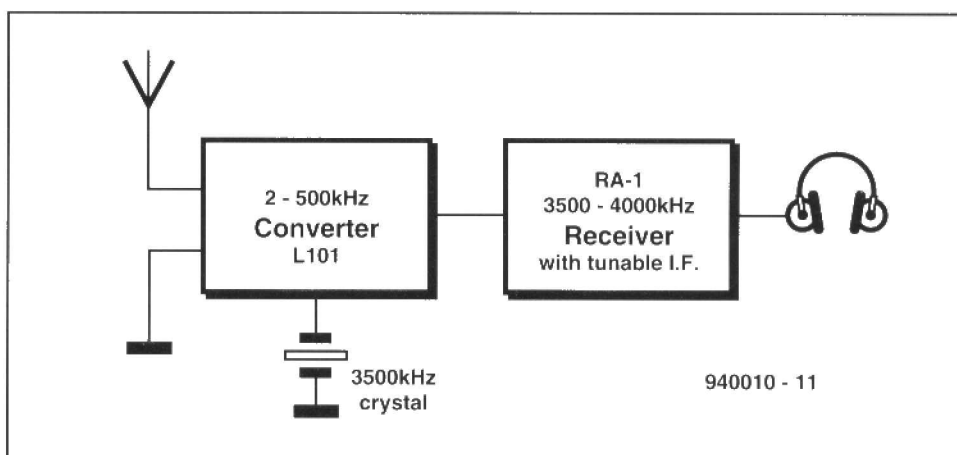 2 - 500kHz
Converter
L101
RA-1
3500 - 4000kHz
Receiver
with tunable I.F.
3500kHz
crystal
940010 - 11